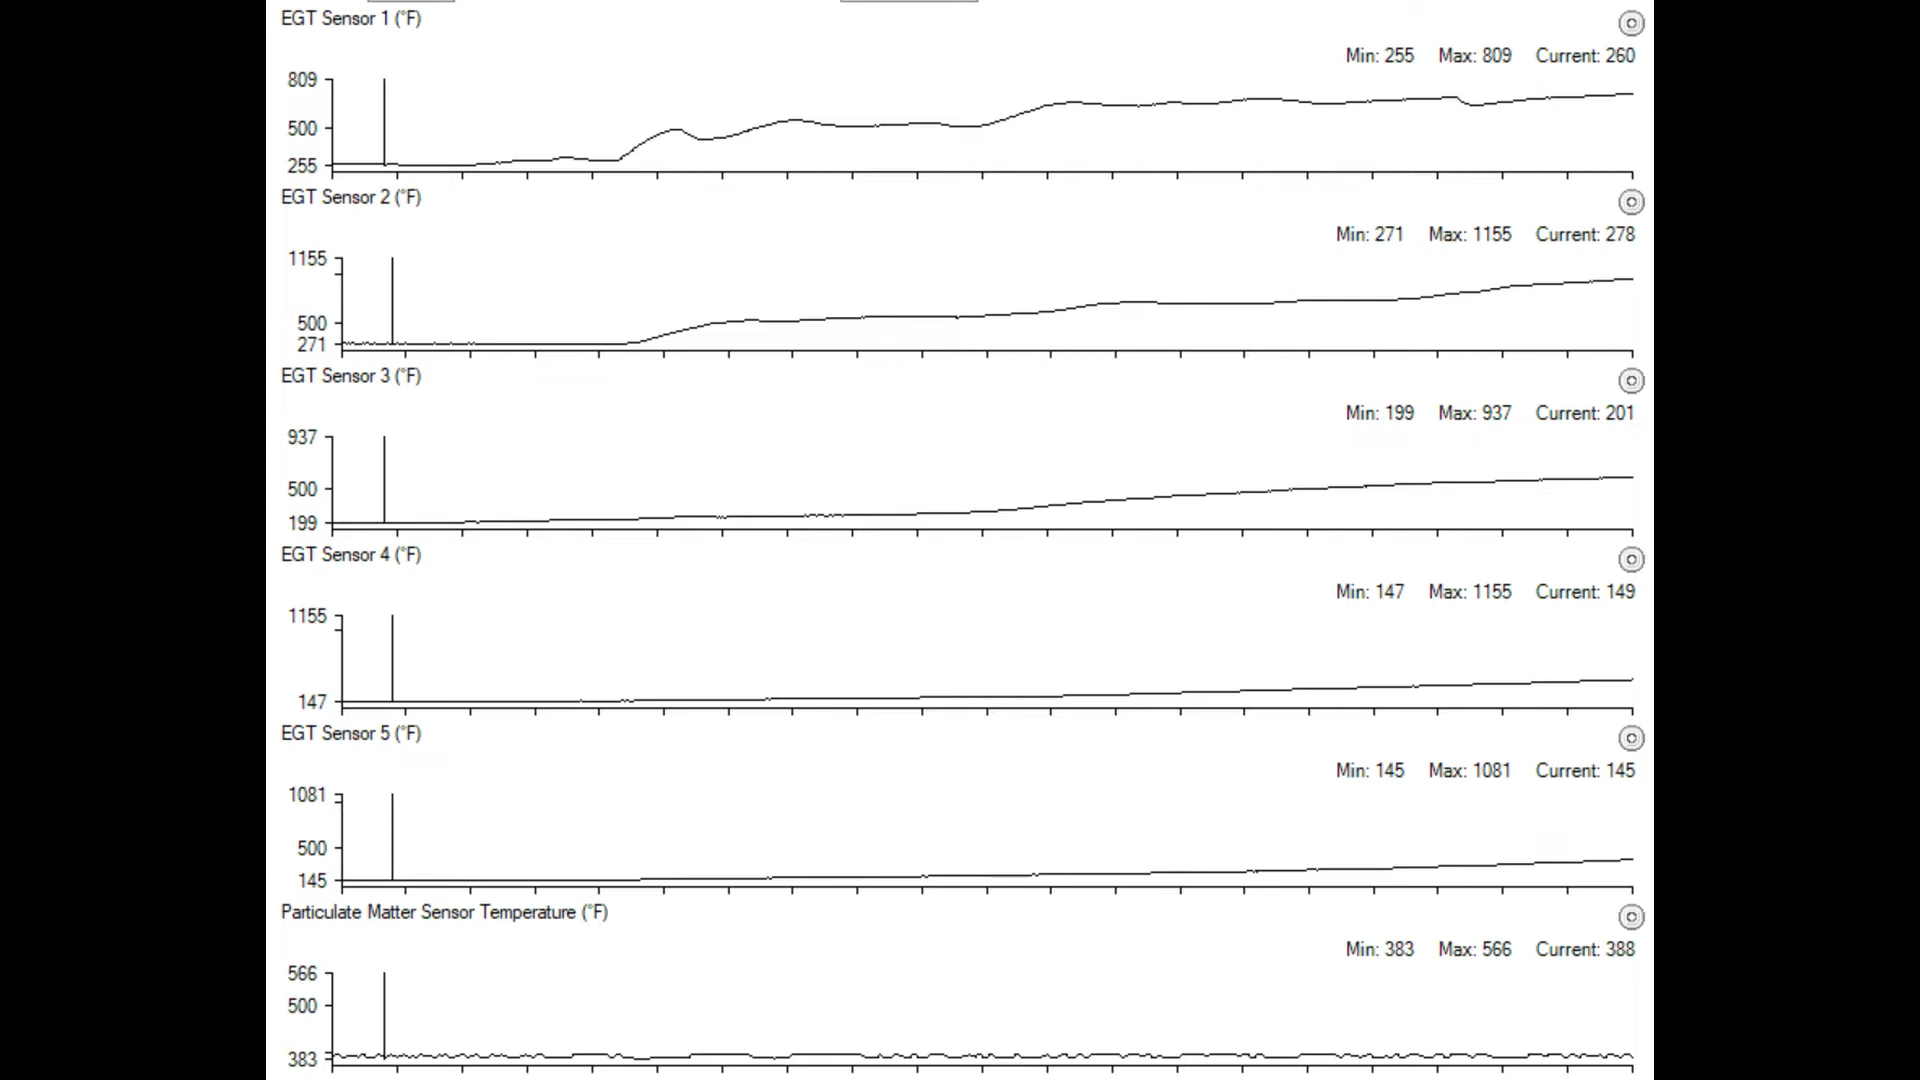 EGT Sensor 1 (°F)
Min: 255 Max: 809 Current: 260
809
500
255
EGT Sensor 2 (°F)
Min: 271 Max: 1155 Current: 278
1155
500
271
EGT Sensor 3 (°F)
Min: 199 Max: 937 Current: 201
937
500
199
EGT Sensor 4 (°F)
Min: 147 Max: 1155 Current: 149
1155
147
EGT Sensor 5 (°F)
Min: 145 Max: 1081 Current: 145
1081
500
145
Particulate Matter Sensor Temperature (°F)
Min: 383 Max: 566 Current: 388
566
500
383